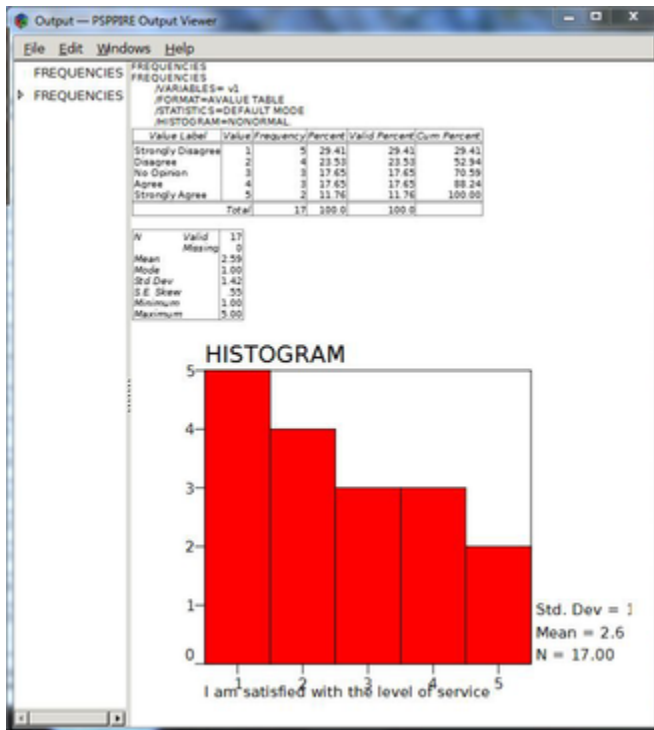 Output — PSPPIRE Output Viewer
File Edit Windows Help
FREQUENCIES
FREQUENCIES
FREQUENCIES
FREQUENCIES
/VARIABLES= v1
/FORMAT=AVALUE TABLE
/STATISTICS=DEFAULT MODE
/HISTOGRAM=NONORMAL.
Value Label Value Frequency Percent Valid Percent Cum Percent
Strongly Disagree 1 5 29.41 29.41 29.41
Disagree 2 4 23.53 23.53 52.94
No Opinion 3 3 17.65 17.65 70.59
Agree 4 3 17.65 17.65 88.24
Strongly Agree 5 2 11.76 11.76 100.00
Total 17 100.0 100.0
N Valid 17
Missing 0
Mean 2.59
Mode 1.00
Std Dev 1.42
S.E. Skew .55
Minimum 1.00
Maximum 5.00
HISTOGRAM
5
4
3
2
1
0
1 2 3 4 5
I am satisfied with the level of service
Std. Dev = 1
Mean = 2.6
N = 17.00